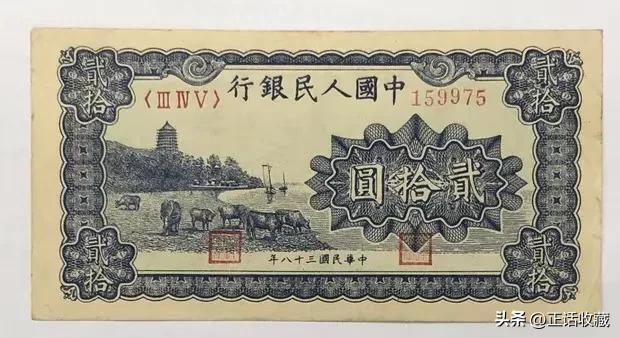 貳拾
貳拾
中國人民銀行
〈ⅢⅣⅤ〉
159975
貳拾圓
貳拾
貳拾
中華民國三十八年
头条 @正话收藏